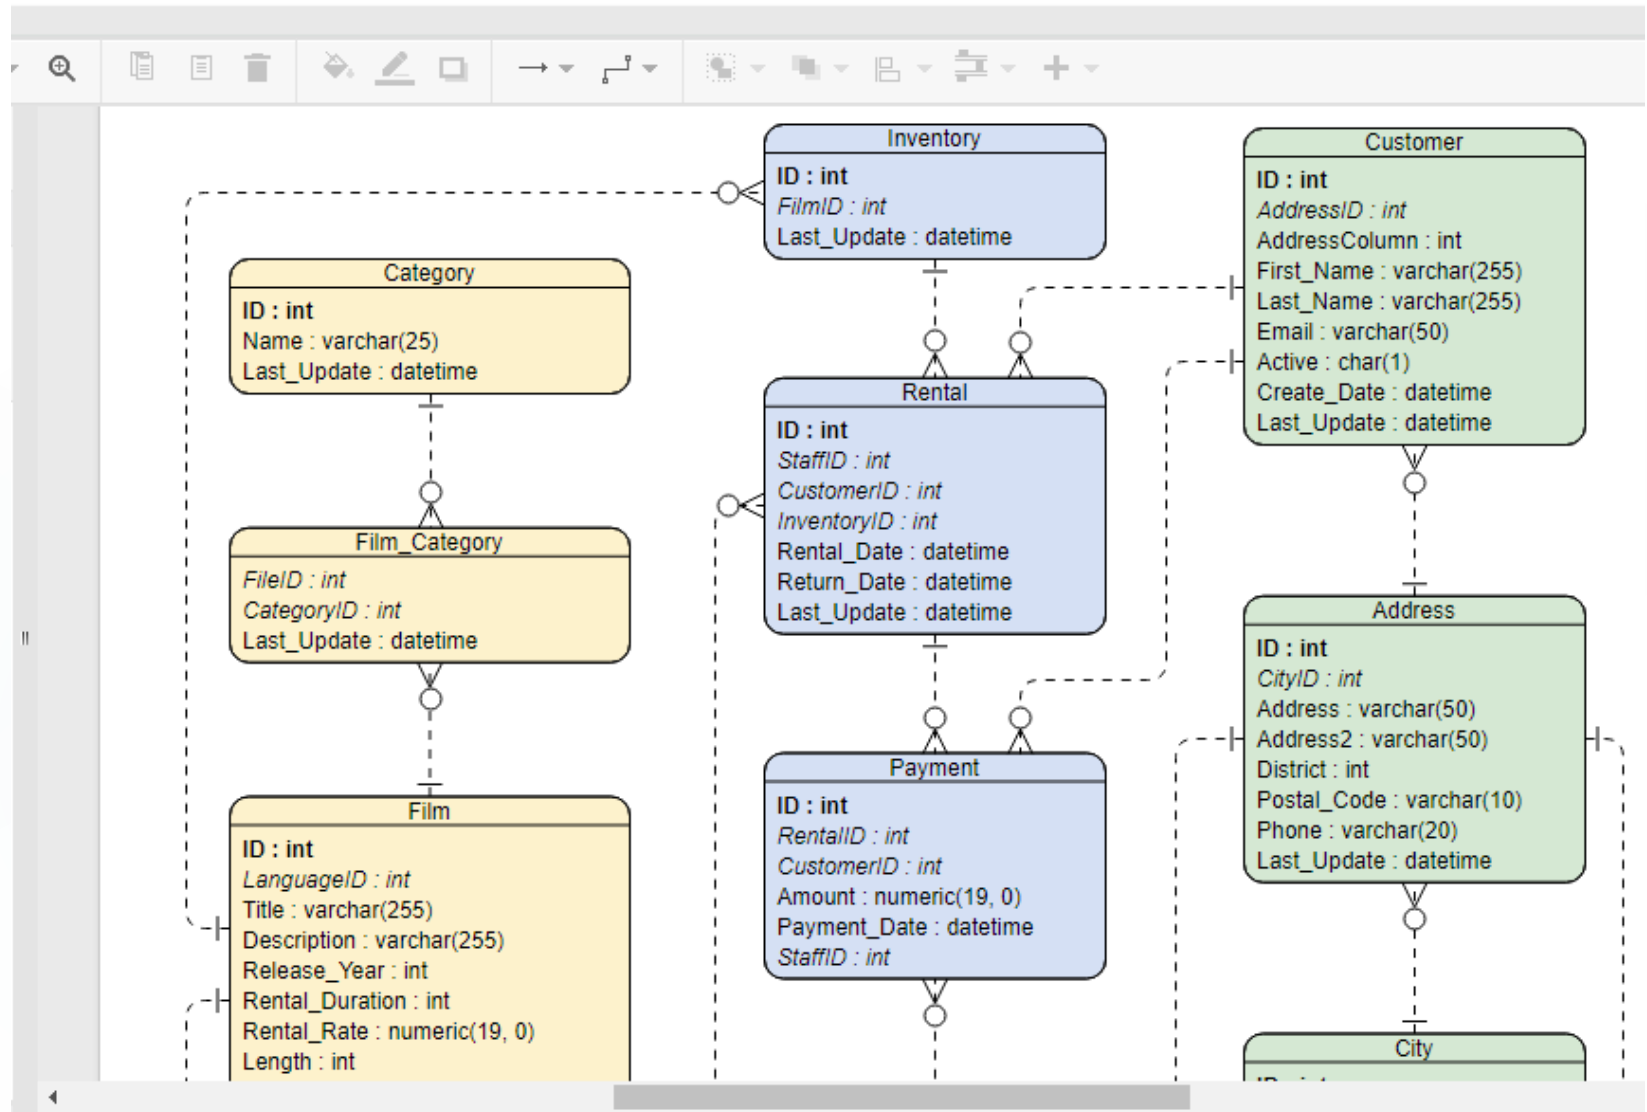 Inventory
ID : int
FilmID : int
Last_Update : datetime
Customer
ID : int
AddressID : int
AddressColumn : int
First_Name : varchar(255)
Last_Name : varchar(255)
Email : varchar(50)
Active : char(1)
Create_Date : datetime
Last_Update : datetime
Category
ID : int
Name : varchar(25)
Last_Update : datetime
Rental
ID : int
StaffID : int
CustomerID : int
InventoryID : int
Rental_Date : datetime
Return_Date : datetime
Last_Update : datetime
Film_Category
FileID : int
CategoryID : int
Last_Update : datetime
Address
ID : int
CityID : int
Address : varchar(50)
Address2 : varchar(50)
District : int
Postal_Code : varchar(10)
Phone : varchar(20)
Last_Update : datetime
Payment
ID : int
RentalID : int
CustomerID : int
Amount : numeric(19, 0)
Payment_Date : datetime
StaffID : int
Film
ID : int
LanguageID : int
Title : varchar(255)
Description : varchar(255)
Release_Year : int
Rental_Duration : int
Rental_Rate : numeric(19, 0)
Length : int
City